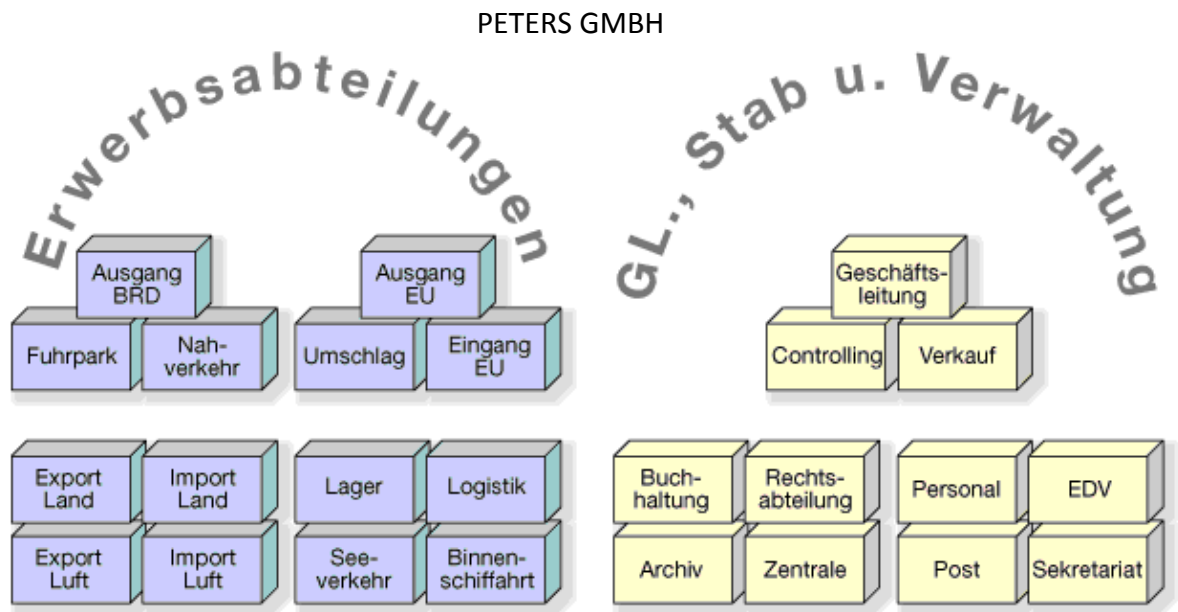 PETERS GMBH
Erwerbsabteilungen
GL., Stab u. Verwaltung
Ausgang
BRD
Ausgang
EU
Geschäfts-
leitung
Fuhrpark
Nah-
verkehr
Umschlag
Eingang
EU
Controlling
Verkauf
Export
Land
Import
Land
Lager
Logistik
Buch-
haltung
Rechts-
abteilung
Personal
EDV
Export
Luft
Import
Luft
See-
verkehr
Binnen-
schiffahrt
Archiv
Zentrale
Post
Sekretariat